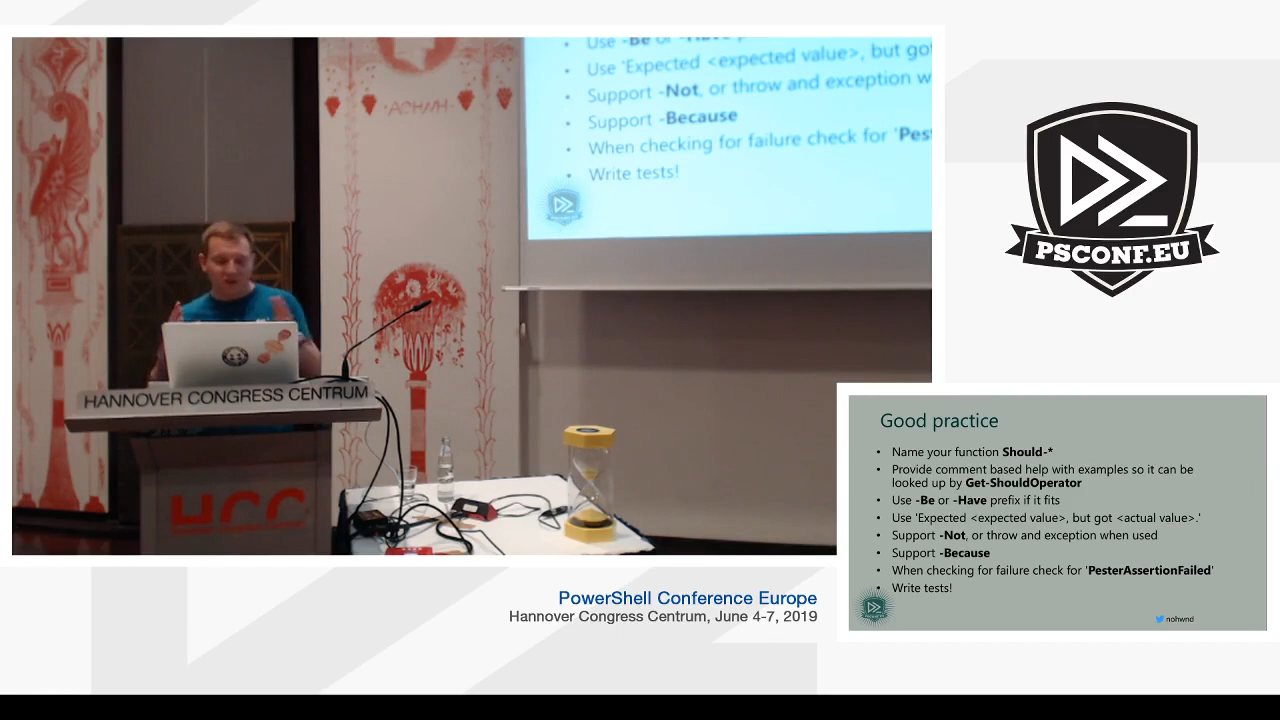 Use -Be or -Have
Use 'Expected <expected value>, but got
Support -Not, or throw and exception w
Support -Because
When checking for failure check for 'Pes
Write tests!
HANNOVER CONGRESS CENTRUM
HCC
PSCONF.EU
Good practice
Name your function Should-*
Provide comment based help with examples so it can be
looked up by Get-ShouldOperator
Use -Be or -Have prefix if it fits
Use 'Expected <expected value>, but got <actual value>.'
Support -Not, or throw and exception when used
Support -Because
When checking for failure check for 'PesterAssertionFailed'
Write tests!
nohwnd
PowerShell Conference Europe
Hannover Congress Centrum, June 4-7, 2019